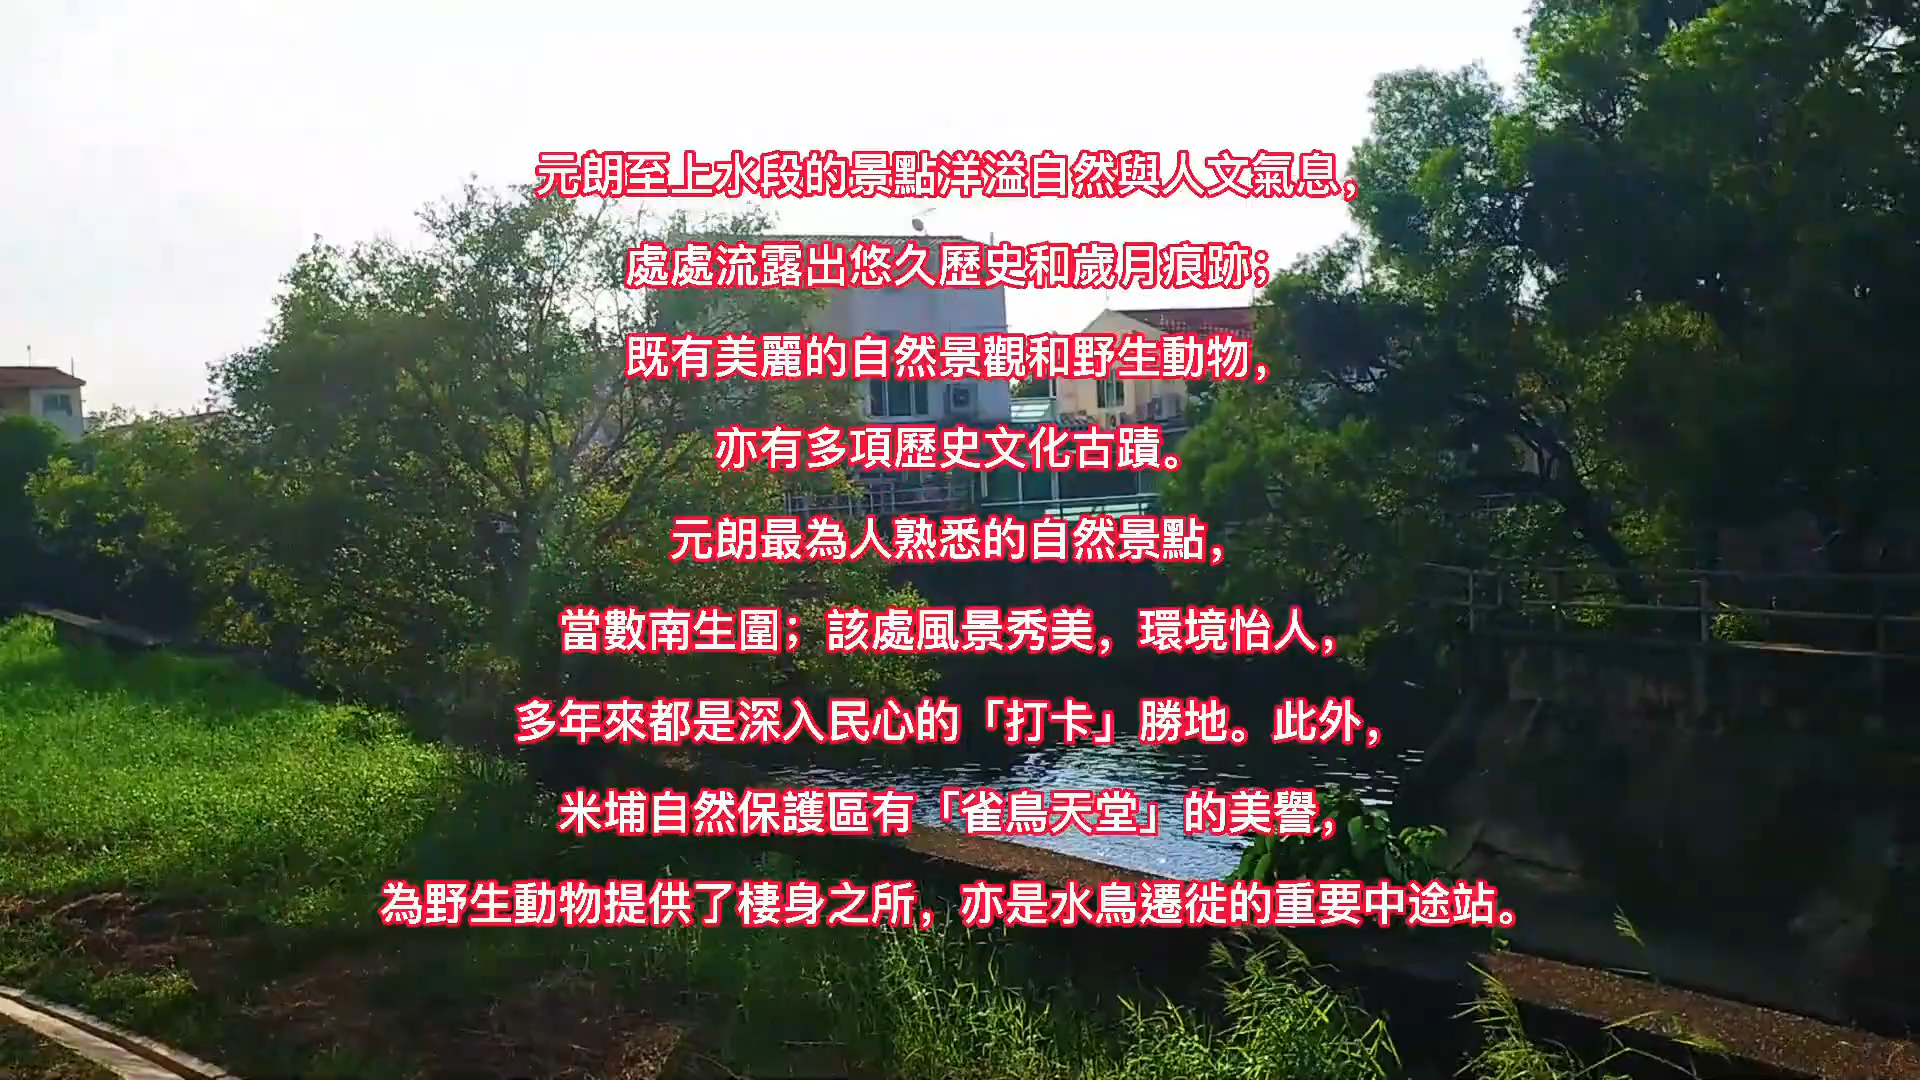 元朗至上水段的景點洋溢自然與人文氣息，
處處流露出悠久歷史和歲月痕跡；
既有美麗的自然景觀和野生動物，
亦有多項歷史文化古蹟。
元朗最為人熟悉的自然景點，
當數南生圍；該處風景秀美，環境怡人，
多年來都是深入民心的「打卡」勝地。此外，
米埔自然保護區有「雀鳥天堂」的美譽，
為野生動物提供了棲身之所，亦是水鳥遷徙的重要中途站。